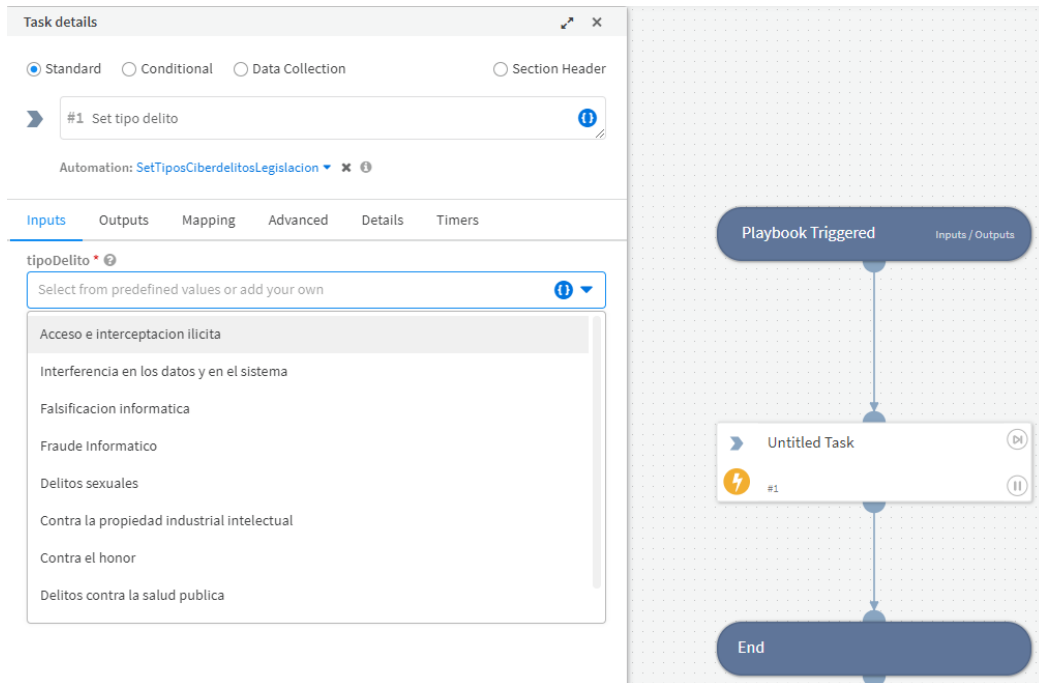 Task details
Standard Conditional Data Collection Section Header
#1 Set tipo delito
Automation: SetTiposCiberdelitosLegislacion
Inputs Outputs Mapping Advanced Details Timers
tipoDelito *
Select from predefined values or add your own
Acceso e interceptacion ilicita
Interferencia en los datos y en el sistema
Falsificacion informatica
Fraude Informatico
Delitos sexuales
Contra la propiedad industrial intelectual
Contra el honor
Delitos contra la salud publica
Playbook Triggered Inputs / Outputs
Untitled Task
#1
End